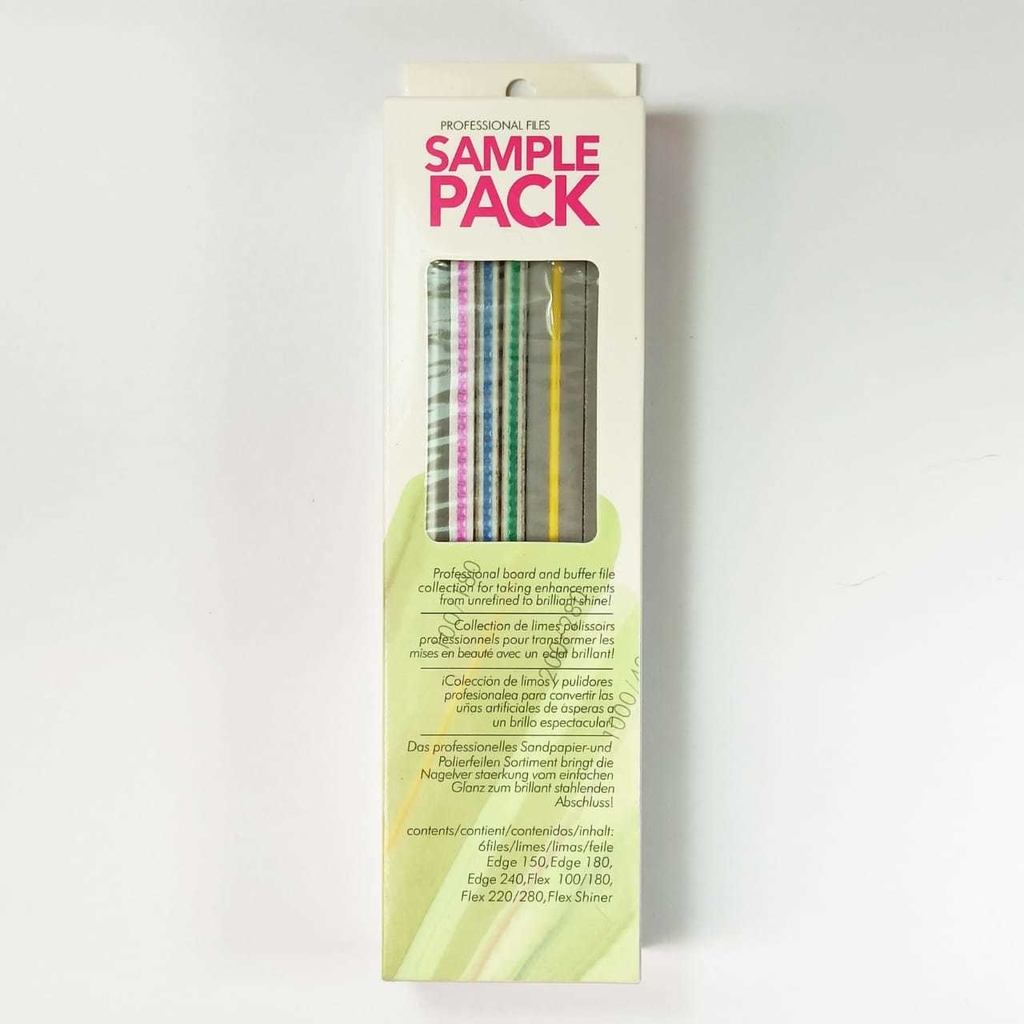 PROFESSIONAL FILES
SAMPLE
PACK
Professional board and buffer file
collection for taking enhancements
from unrefined to brilliant shine!
Collection de limes polissoirs
professionnels pour transformer les
mises en beauté avec un eclat brillant!
¡Colección de limos y pulidores
profesionalea para convertir las
uñas artificiales de ásperas a
un brillo espectacular!
Das professionelles Sandpapier-und
Polierfeilen Sortiment bringt die
Nagelver staerkung vom einfachen
Glanz zum brillant stahlenden
Abschluss!
contents/contient/contenidos/inhalt:
6files/limes/limas/feile
Edge 150,Edge 180,
Edge 240,Flex 100/180,
Flex 220/280,Flex Shiner